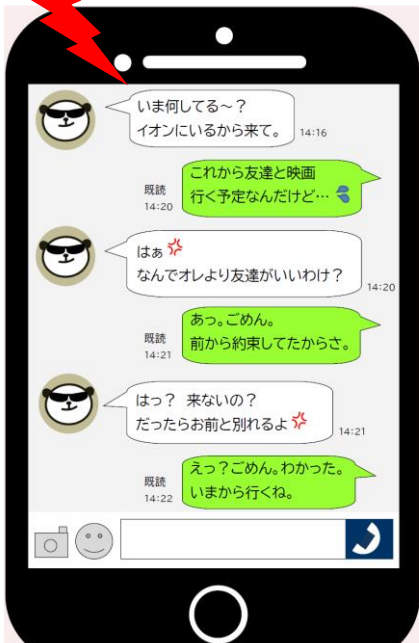 いま何してる～？
イオンにいるから来て。
14:16
これから友達と映画
行く予定なんだけど…
既読
14:20
はぁ
なんでオレより友達がいいわけ？
14:20
あっ。ごめん。
前から約束してたからさ。
既読
14:21
はっ？ 来ないの？
だったらお前と別れるよ
14:21
えっ？ごめん。わかった。
いまから行くね。
既読
14:22